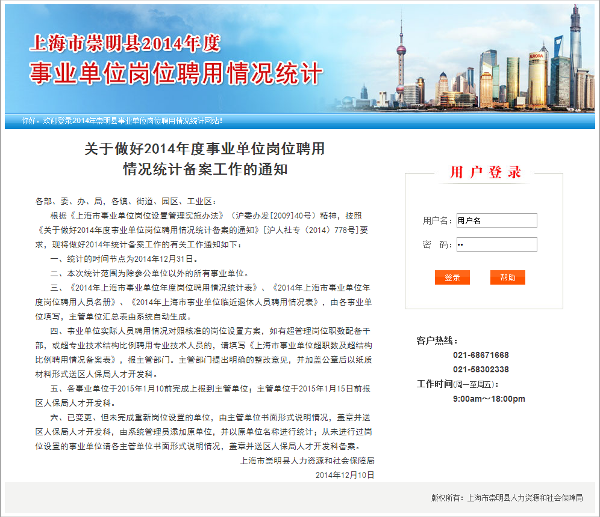 上海市崇明县2014年度
事业单位岗位聘用情况统计
你好，欢迎登录2014年崇明县事业单位岗位聘用情况统计网站！
关于做好2014年度事业单位岗位聘用
情况统计备案工作的通知
各部、委、办、局，各镇、街道、园区、工业区：
根据《上海市事业单位岗位设置管理实施办法》（沪委办发[2009]40号）精神，按照
《关于做好2014年度事业单位岗位聘用情况统计备案的通知》[沪人社专（2014）778号]要
求，现将做好2014年统计备案工作的有关工作通知如下：
一、统计的时间节点为2014年12月31日。
二、本次统计范围为除参公单位以外的所有事业单位。
三、《2014年上海市事业单位年度岗位聘用情况统计表》、《2014年上海市事业单位年
度岗位聘用人员名册》、《2014年上海市事业单位临近退休人员聘用情况表》，由各事业单
位填写，主管单位汇总表由系统自动生成。
四、事业单位实际人员聘用情况对照核准的岗位设置方案，如有超管理岗位职数配备干
部，或超专业技术结构比例聘用专业技术人员的，请填写《上海市事业单位超职数及超结构
比例聘用情况备案表》，报主管部门。主管部门提出明确的整改意见，并加盖公章后以纸质
材料形式送区人保局人才开发科。
五、各事业单位于2015年1月10前完成上报到主管单位；主管单位于2015年1月15日前报
区人保局人才开发科。
六、已变更、但未完成重新岗位设置的单位，由主管单位书面形式说明情况，盖章并送
区人保局人才开发科，由系统管理员添加原单位，并以原单位名称进行统计；从未进行过岗
位设置的事业单位请各主管单位书面形式说明情况，盖章并送区人保局人才开发科备案。
上海市崇明县人力资源和社会保障局
2014年12月10日
用户登录
用户名：用户名
密　码：••
登录 帮助
客户热线：
021-68671668
021-58302338
工作时间(周一至周五)：
9:00am～18:00pm
版权所有：上海市崇明县人力资源和社会保障局